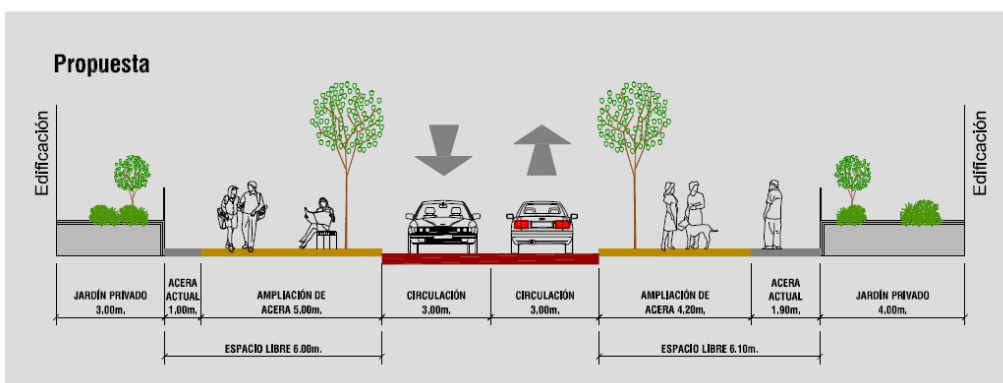 Propuesta
Edificación
Edificación
JARDÍN PRIVADO
3,00m.
ACERA
ACTUAL
1,00m.
AMPLIACIÓN DE
ACERA 5,00m.
CIRCULACIÓN
3,00m.
CIRCULACIÓN
3,00m.
AMPLIACIÓN DE
ACERA 4,20m.
ACERA
ACTUAL
1.90m.
JARDÍN PRIVADO
4.00m.
ESPACIO LIBRE 6.00m.
ESPACIO LIBRE 6.10m.